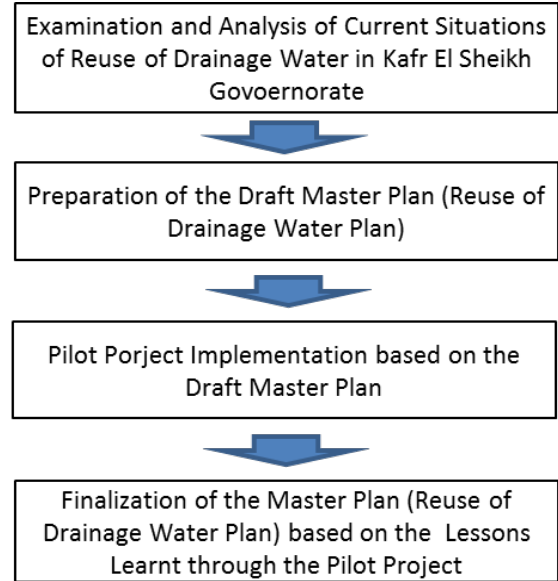 Examination and Analysis of Current Situations
of Reuse of Drainage Water in Kafr El Sheikh
Govoernorate
Preparation of the Draft Master Plan (Reuse of
Drainage Water Plan)
Pilot Porject Implementation based on the
Draft Master Plan
Finalization of the Master Plan (Reuse of
Drainage Water Plan) based on the Lessons
Learnt through the Pilot Project